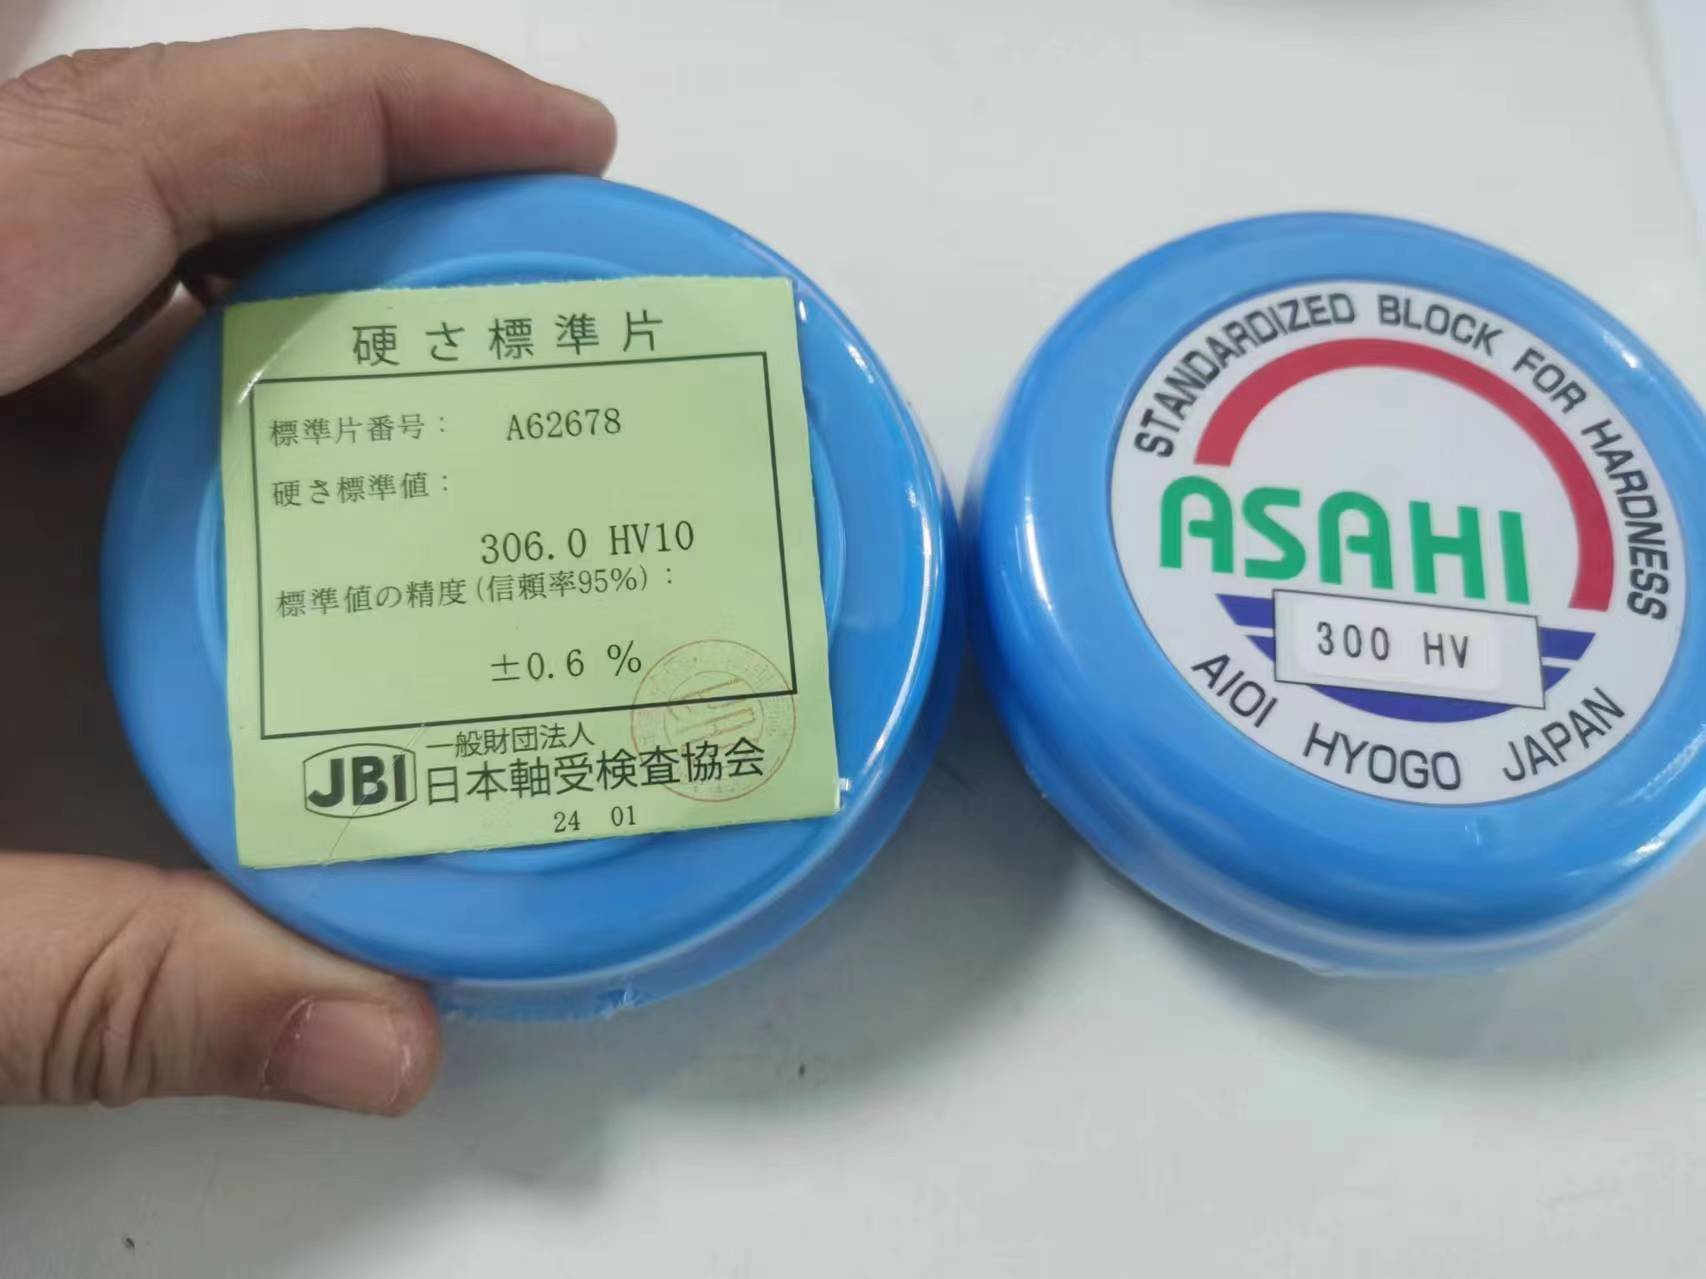 硬さ標準片
標準片番号： A62678
硬さ標準値：
306.0 HV10
標準値の精度(信頼率95%)：
±0.6 %
JBI
一般財団法人
日本軸受検査協会
24 01
STANDARDIZED BLOCK FOR HARDNESS
ASAHI
300 HV
AIOI HYOGO JAPAN